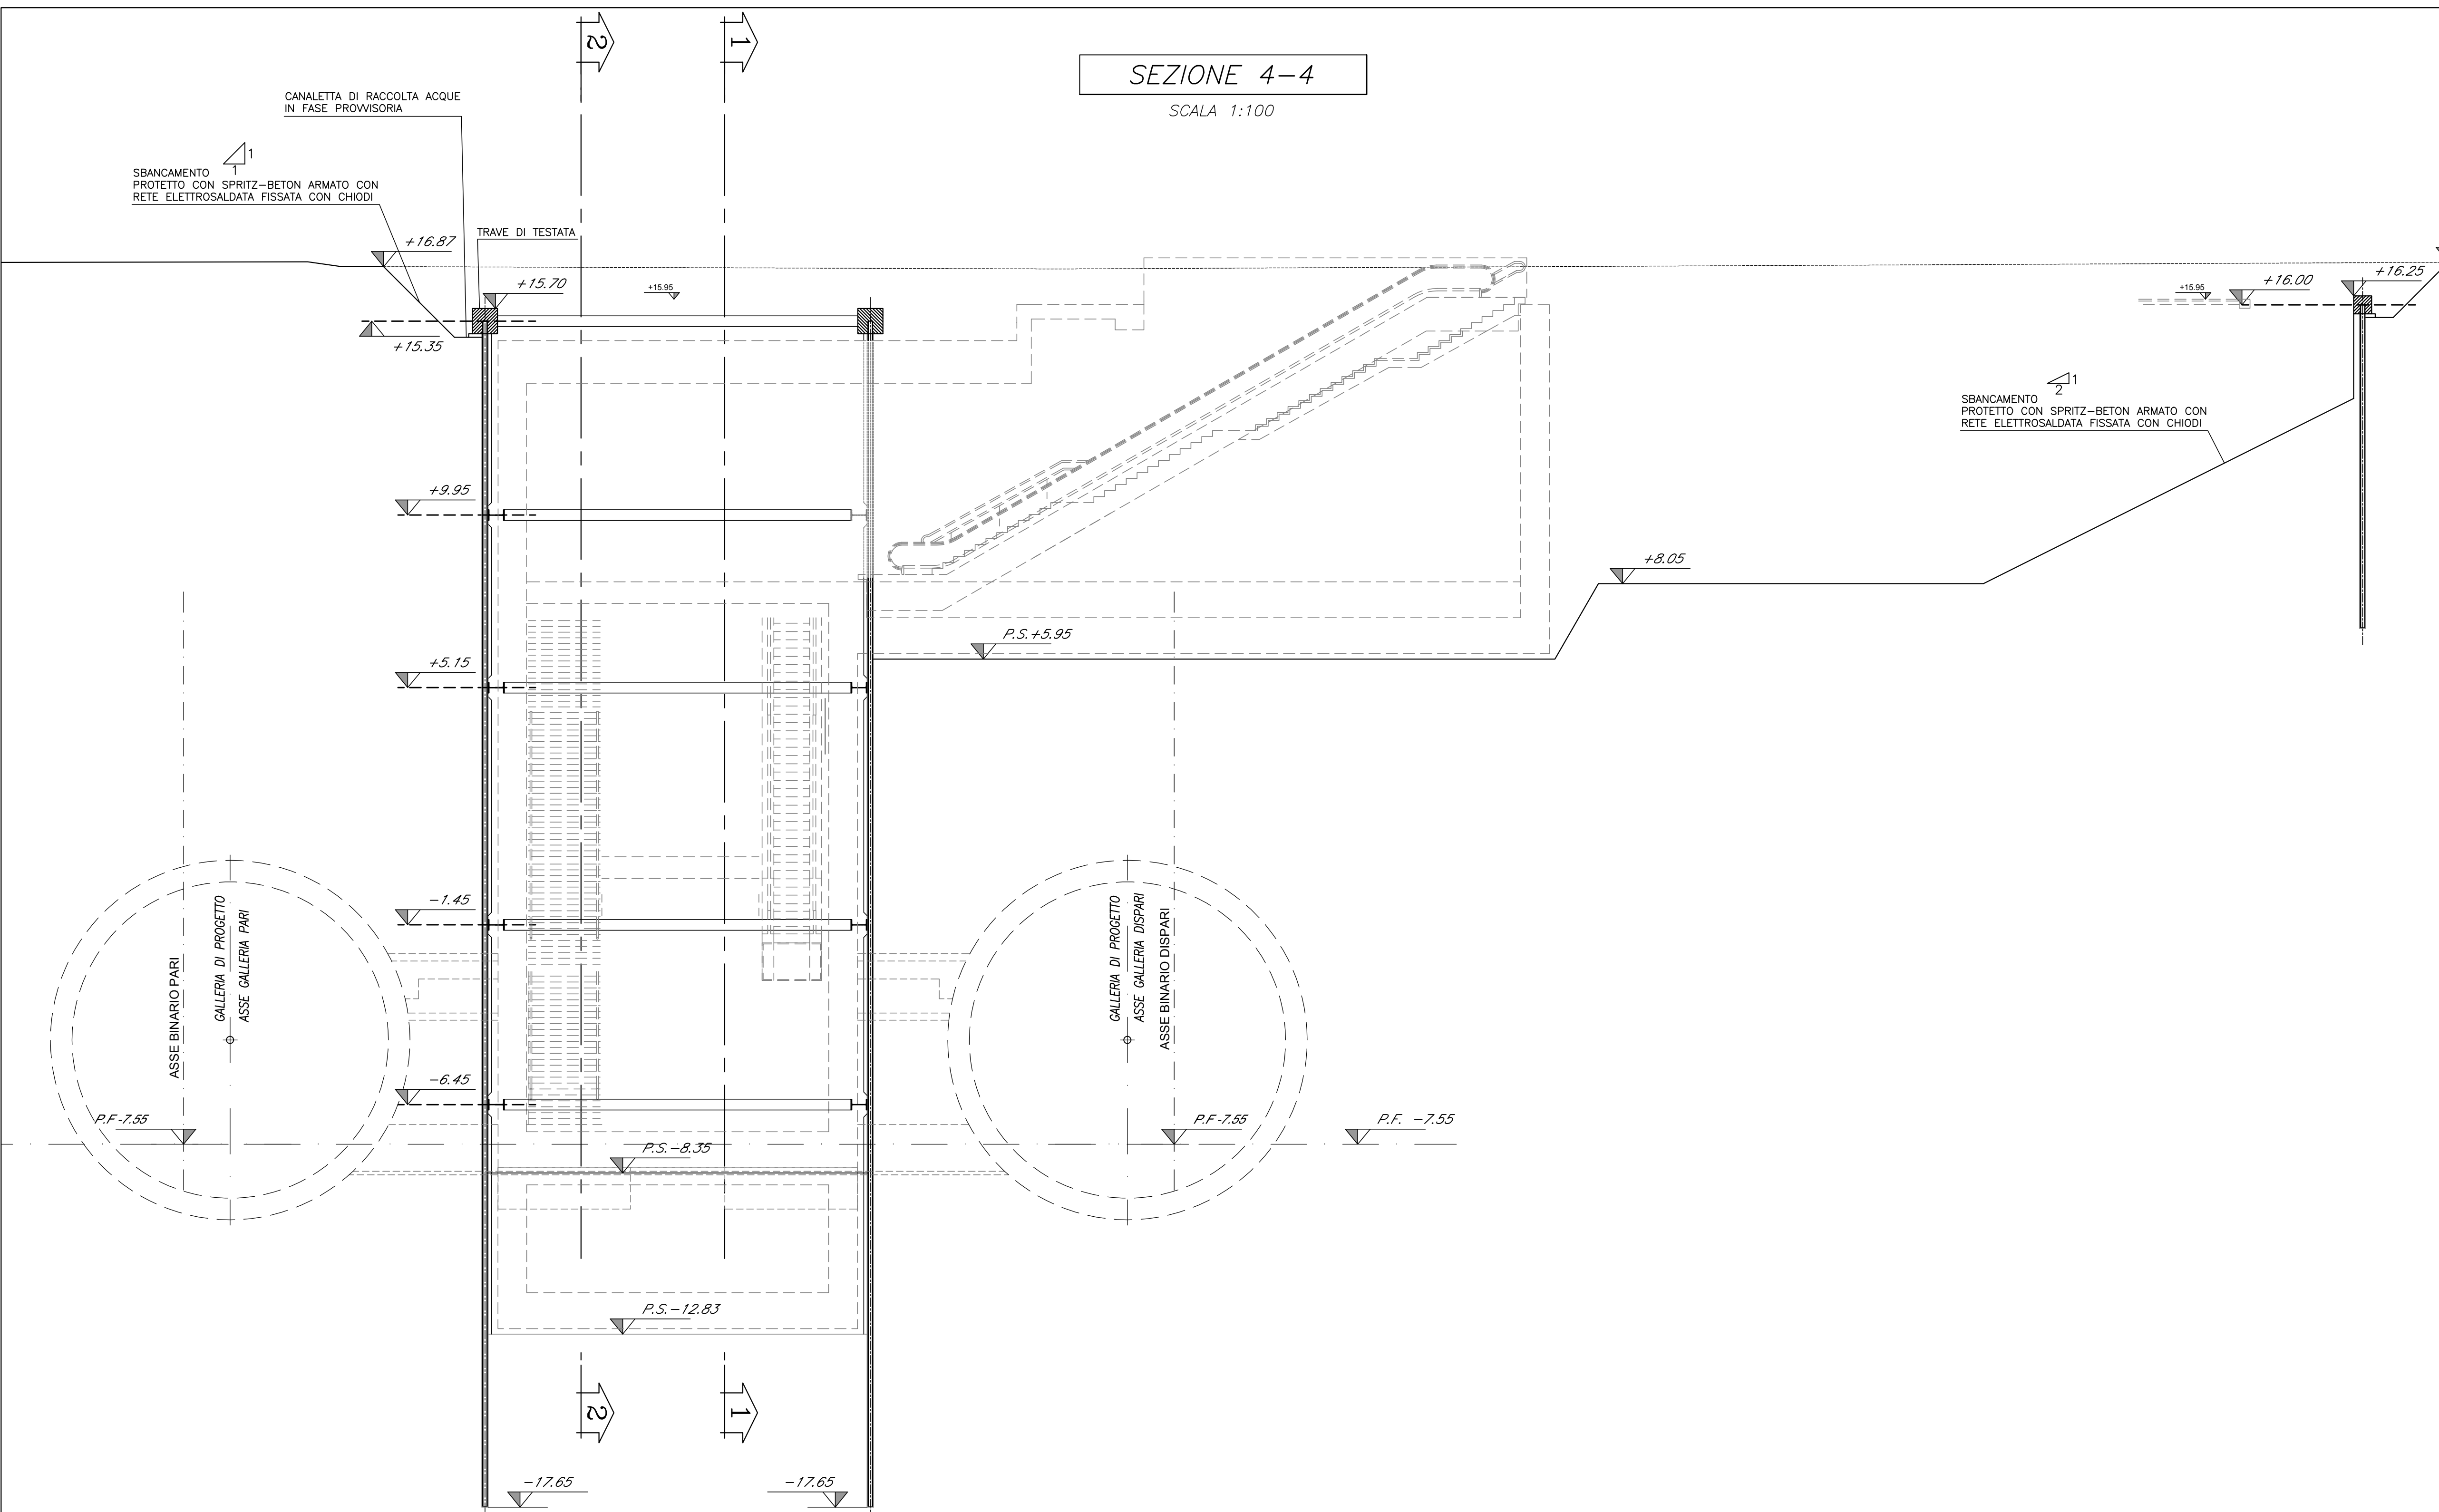 2
1
SEZIONE 4-4
SCALA 1:100
CANALETTA DI RACCOLTA ACQUE
IN FASE PROVVISORIA
1
1
SBANCAMENTO
PROTETTO CON SPRITZ-BETON ARMATO CON
RETE ELETTROSALDATA FISSATA CON CHIODI
TRAVE DI TESTATA
+16.87
+15.70
+15.95
+15.35
+15.95
+16.00
+16.25
1
2
SBANCAMENTO
PROTETTO CON SPRITZ-BETON ARMATO CON
RETE ELETTROSALDATA FISSATA CON CHIODI
+9.95
+8.05
P.S.+5.95
+5.15
-1.45
ASSE BINARIO PARI
GALLERIA DI PROGETTO
ASSE GALLERIA PARI
GALLERIA DI PROGETTO
ASSE GALLERIA DISPARI
ASSE BINARIO DISPARI
-6.45
P.F-7.55
P.F-7.55
P.F. -7.55
P.S.-8.35
P.S.-12.83
2
1
-17.65
-17.65